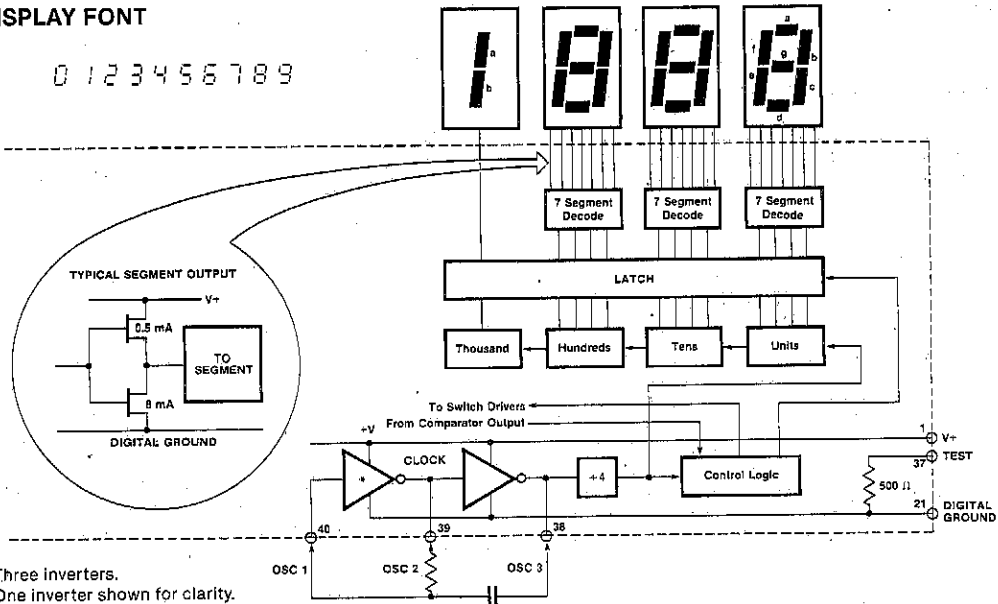 ISPLAY FONT
0 1 2 3 4 5 6 7 8 9
a
b
a
f
g
b
e
c
d
7 Segment
Decode
7 Segment
Decode
7 Segment
Decode
TYPICAL SEGMENT OUTPUT
V+
0.5 mA
TO
SEGMENT
8 mA
DIGITAL GROUND
LATCH
Thousand
Hundreds
Tens
Units
To Switch Drivers
From Comparator Output
+V
CLOCK
*
÷4
Control Logic
1
V+
TEST
37
500 Ω
21
DIGITAL
GROUND
40
39
38
OSC 1
OSC 2
OSC 3
Three inverters.
One inverter shown for clarity.